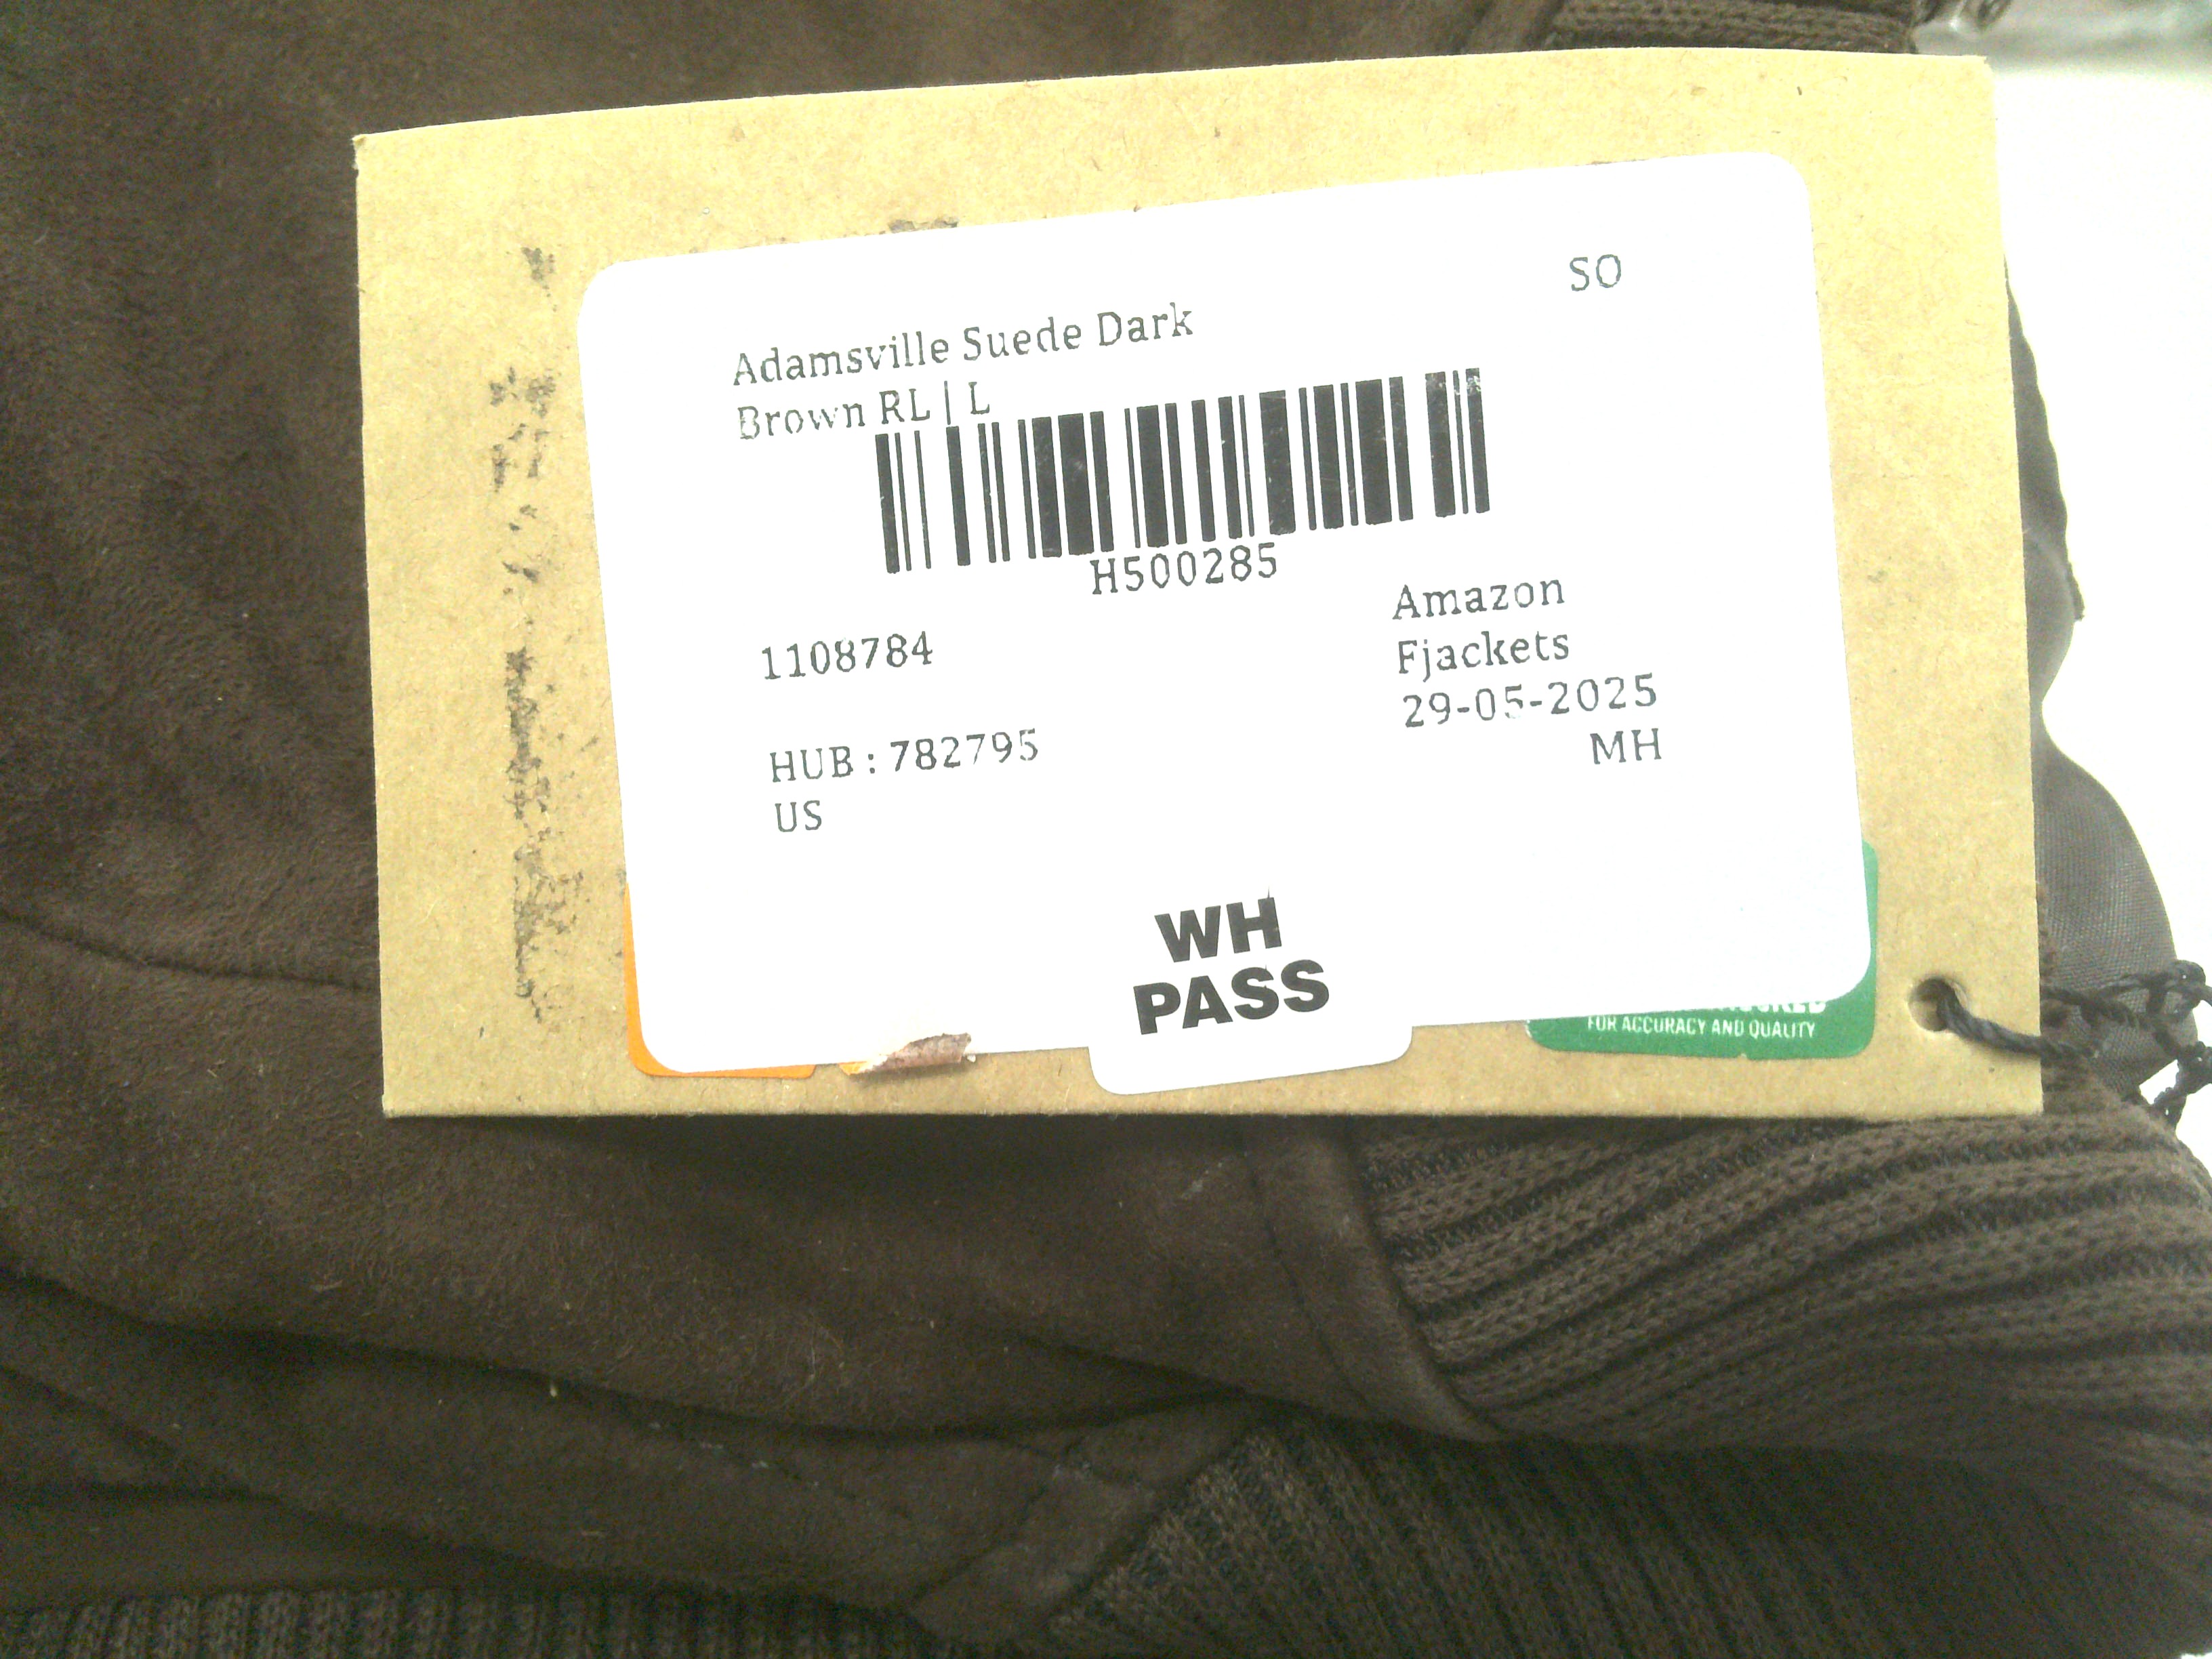 SO
Adamsville Suede Dark
Brown RL | L
H500285
1108784
Amazon
Fjackets
29-05-2025
MH
HUB : 782795
US
WH
PASS
FOR ACCURACY AND QUALITY